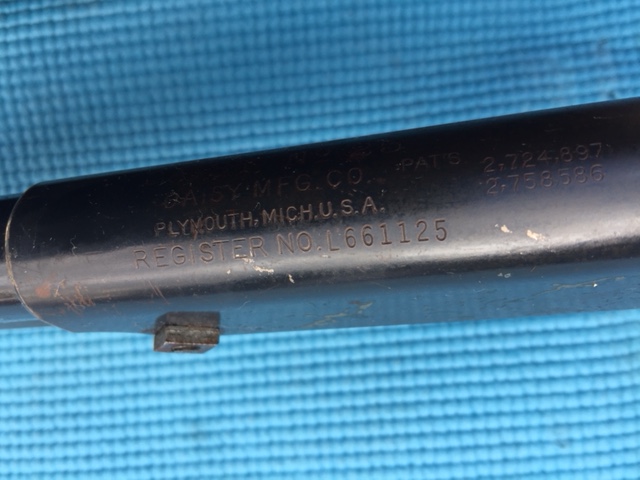 DAISY MFG. CO. PAT'S 2,724,897
2,758,586
PLYMOUTH, MICH. U.S.A.
REGISTER NO. L661125